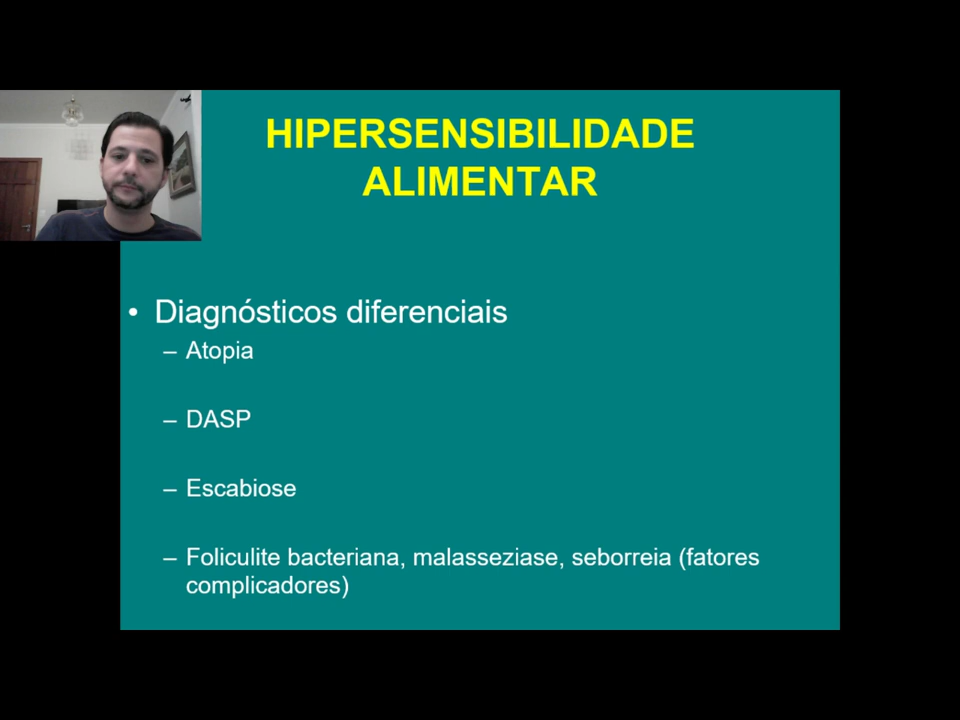 HIPERSENSIBILIDADE
ALIMENTAR
• Diagnósticos diferenciais
– Atopia
– DASP
– Escabiose
– Foliculite bacteriana, malasseziase, seborreia (fatores
complicadores)